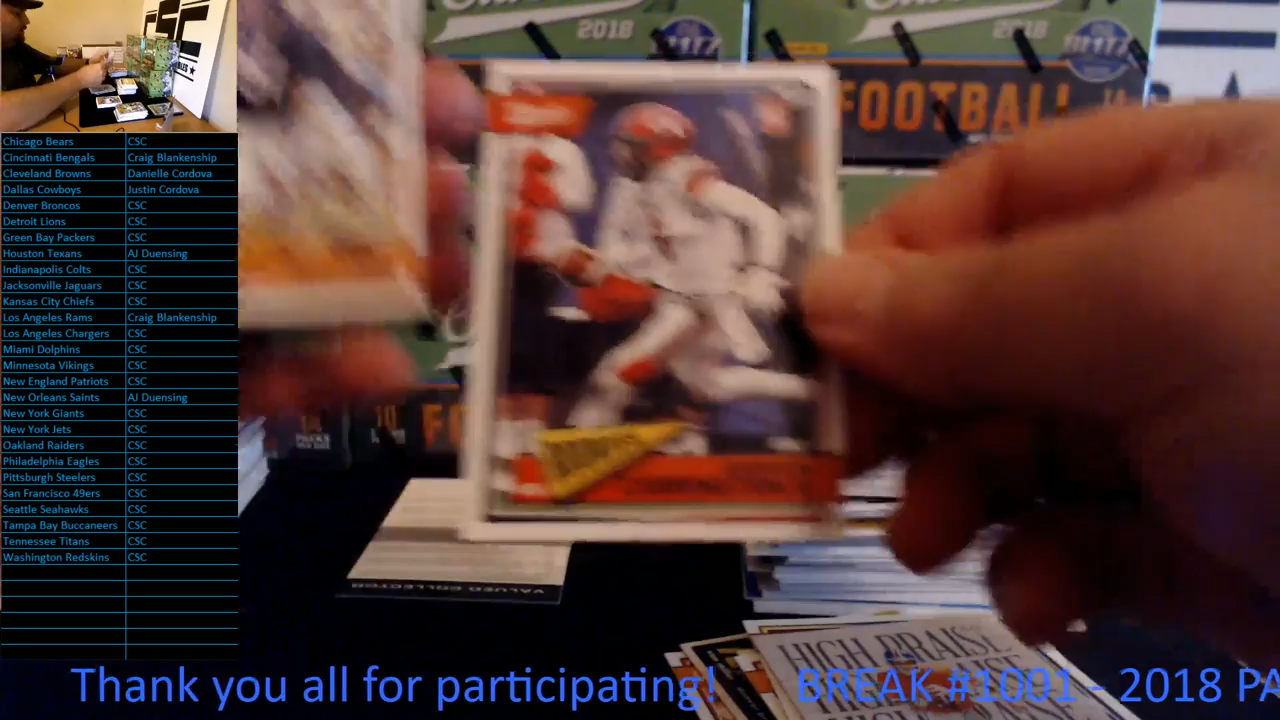 Chicago Bears CSC
Cincinnati Bengals Craig Blankenship
Cleveland Browns Danielle Cordova
Dallas Cowboys Justin Cordova
Denver Broncos CSC
Detroit Lions CSC
Green Bay Packers CSC
Houston Texans AJ Duensing
Indianapolis Colts CSC
Jacksonville Jaguars CSC
Kansas City Chiefs CSC
Los Angeles Rams Craig Blankenship
Los Angeles Chargers CSC
Miami Dolphins CSC
Minnesota Vikings CSC
New England Patriots CSC
New Orleans Saints AJ Duensing
New York Giants CSC
New York Jets CSC
Oakland Raiders CSC
Philadelphia Eagles CSC
Pittsburgh Steelers CSC
San Francisco 49ers CSC
Seattle Seahawks CSC
Tampa Bay Buccaneers CSC
Tennessee Titans CSC
Washington Redskins CSC
CSC
2018
2018
FOOTBALL
VALUED COLLECTOR
HIGH PRAISE
Thank you all for participating! BREAK #1001 - 2018 PA